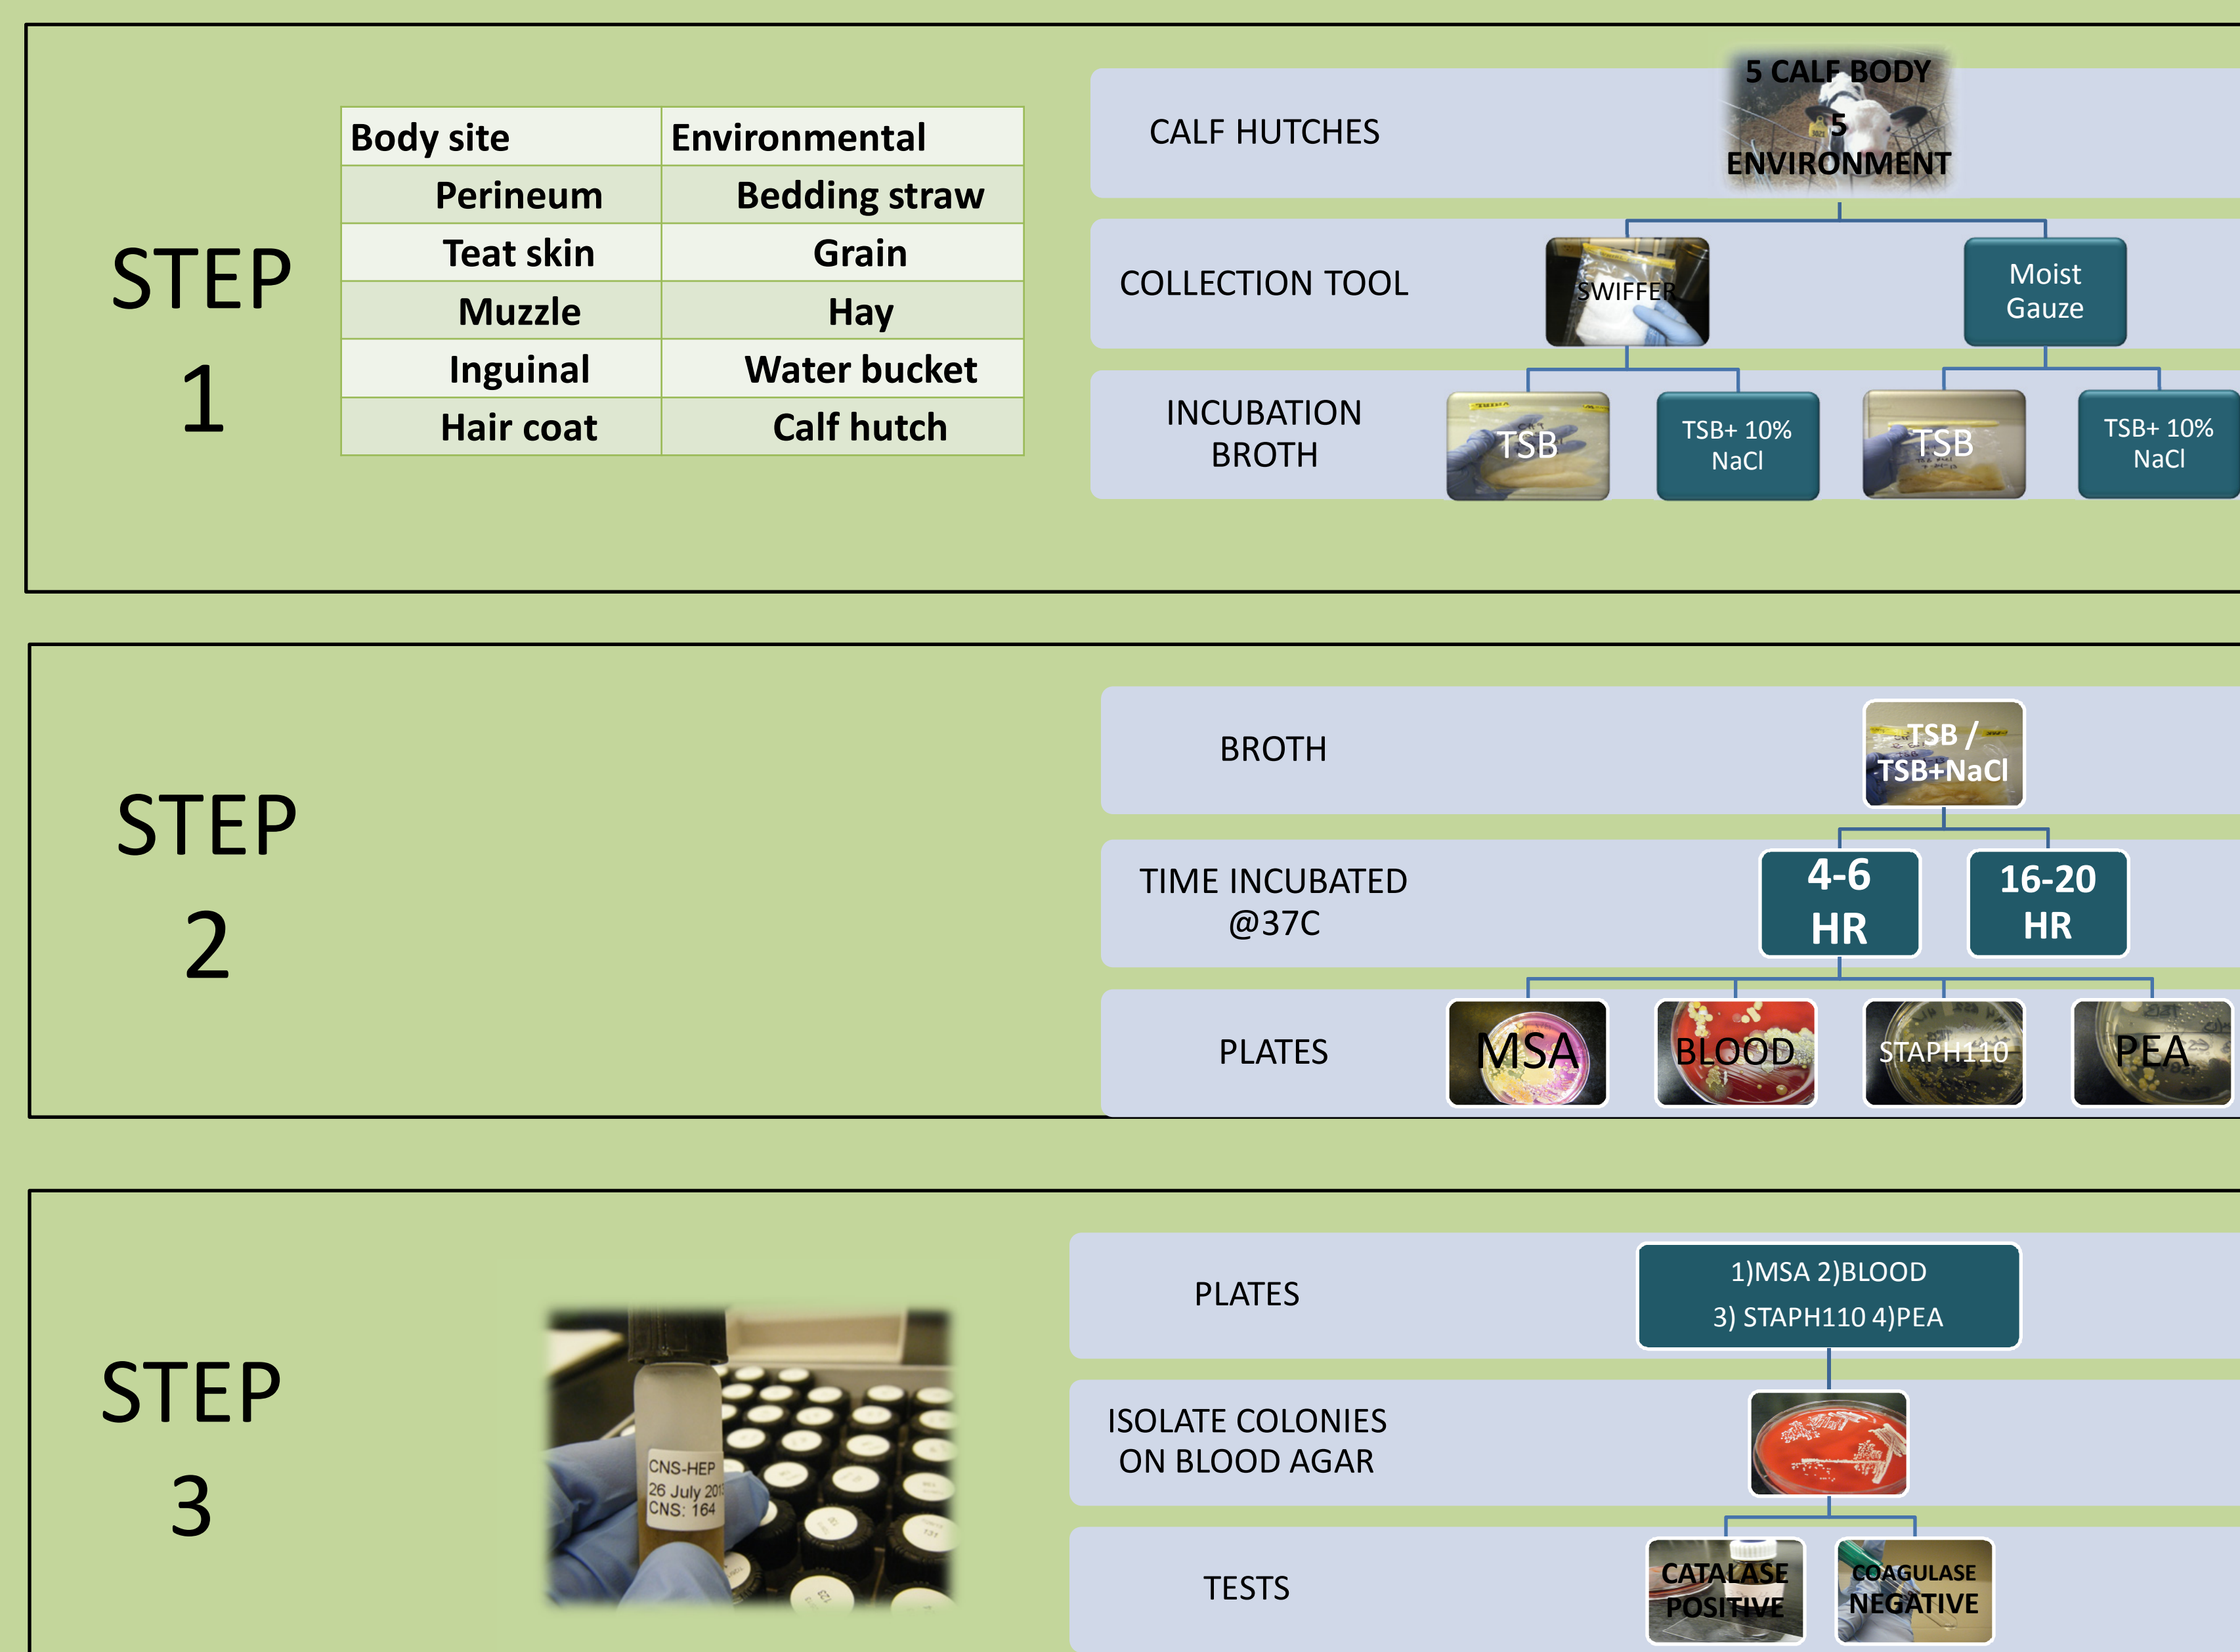 STEP
1
Body site Environmental
Perineum Bedding straw
Teat skin Grain
Muzzle Hay
Inguinal Water bucket
Hair coat Calf hutch
CALF HUTCHES
5 CALF BODY
5
ENVIRONMENT
COLLECTION TOOL
SWIFFER
Moist
Gauze
INCUBATION
BROTH
TSB
TSB+ 10%
NaCl
TSB
TSB+ 10%
NaCl
STEP
2
BROTH
TSB /
TSB+NaCl
TIME INCUBATED
@37C
4-6
HR
16-20
HR
PLATES
MSA
BLOOD
STAPH110
PEA
STEP
3
CNS-HEP
26 July 201
CNS: 164
131
PLATES
1)MSA 2)BLOOD
3) STAPH110 4)PEA
ISOLATE COLONIES
ON BLOOD AGAR
TESTS
CATALASE
POSITIVE
COAGULASE
NEGATIVE